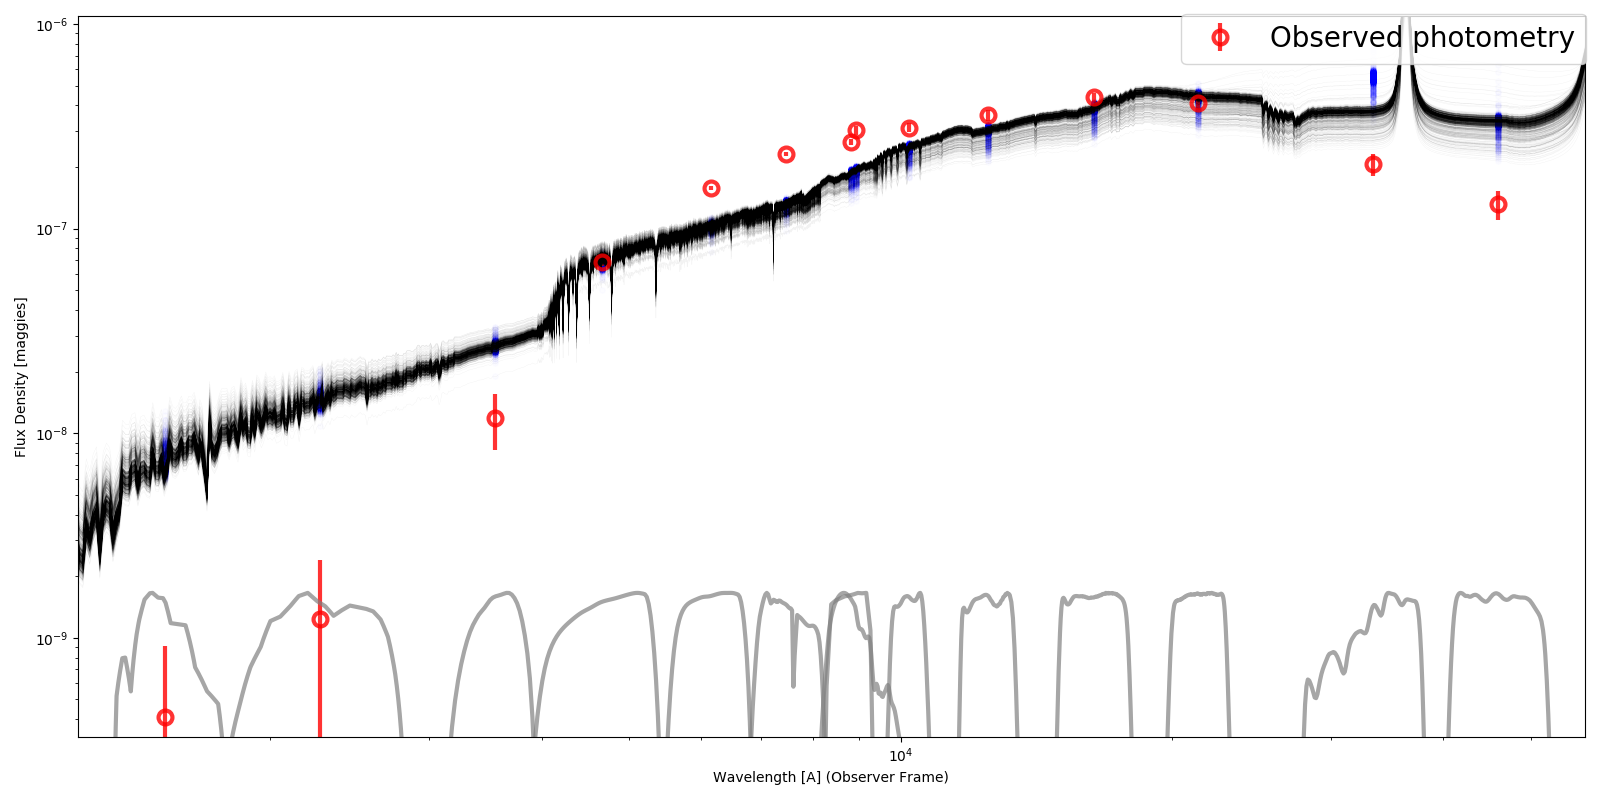 Observed photometry
Flux Density [maggies]
10⁻⁶
10⁻⁷
10⁻⁸
10⁻⁹
10⁴
Wavelength [A] (Observer Frame)